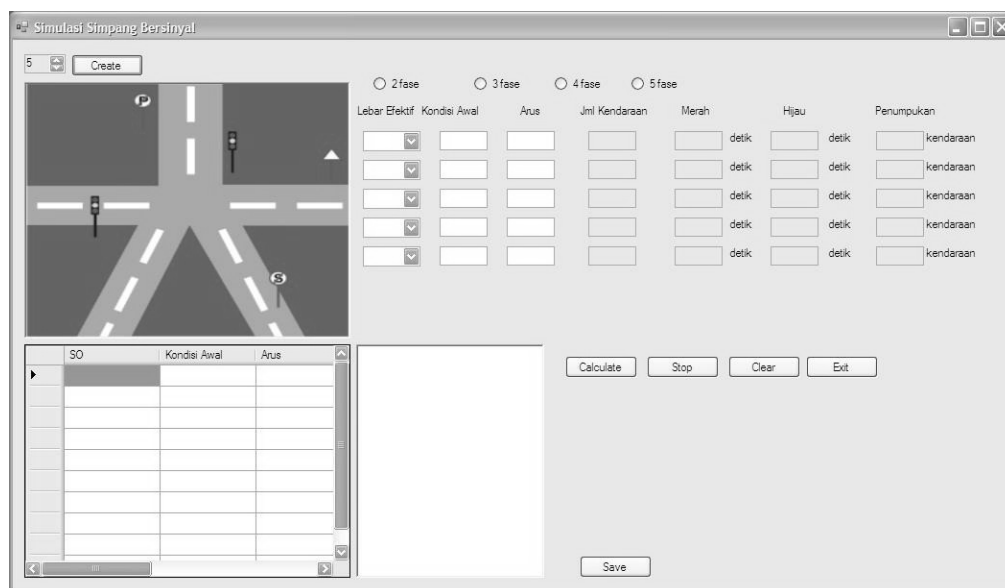 Simulasi Simpang Bersinyal
5 Create
2 fase 3 fase 4 fase 5 fase
P
Lebar Efektif Kondisi Awal Arus Jml Kendaraan Merah Hijau Penumpukan
detik detik kendaraan
detik detik kendaraan
detik detik kendaraan
detik detik kendaraan
detik detik kendaraan
S
SO Kondisi Awal Arus
Calculate Stop Clear Exit
Save